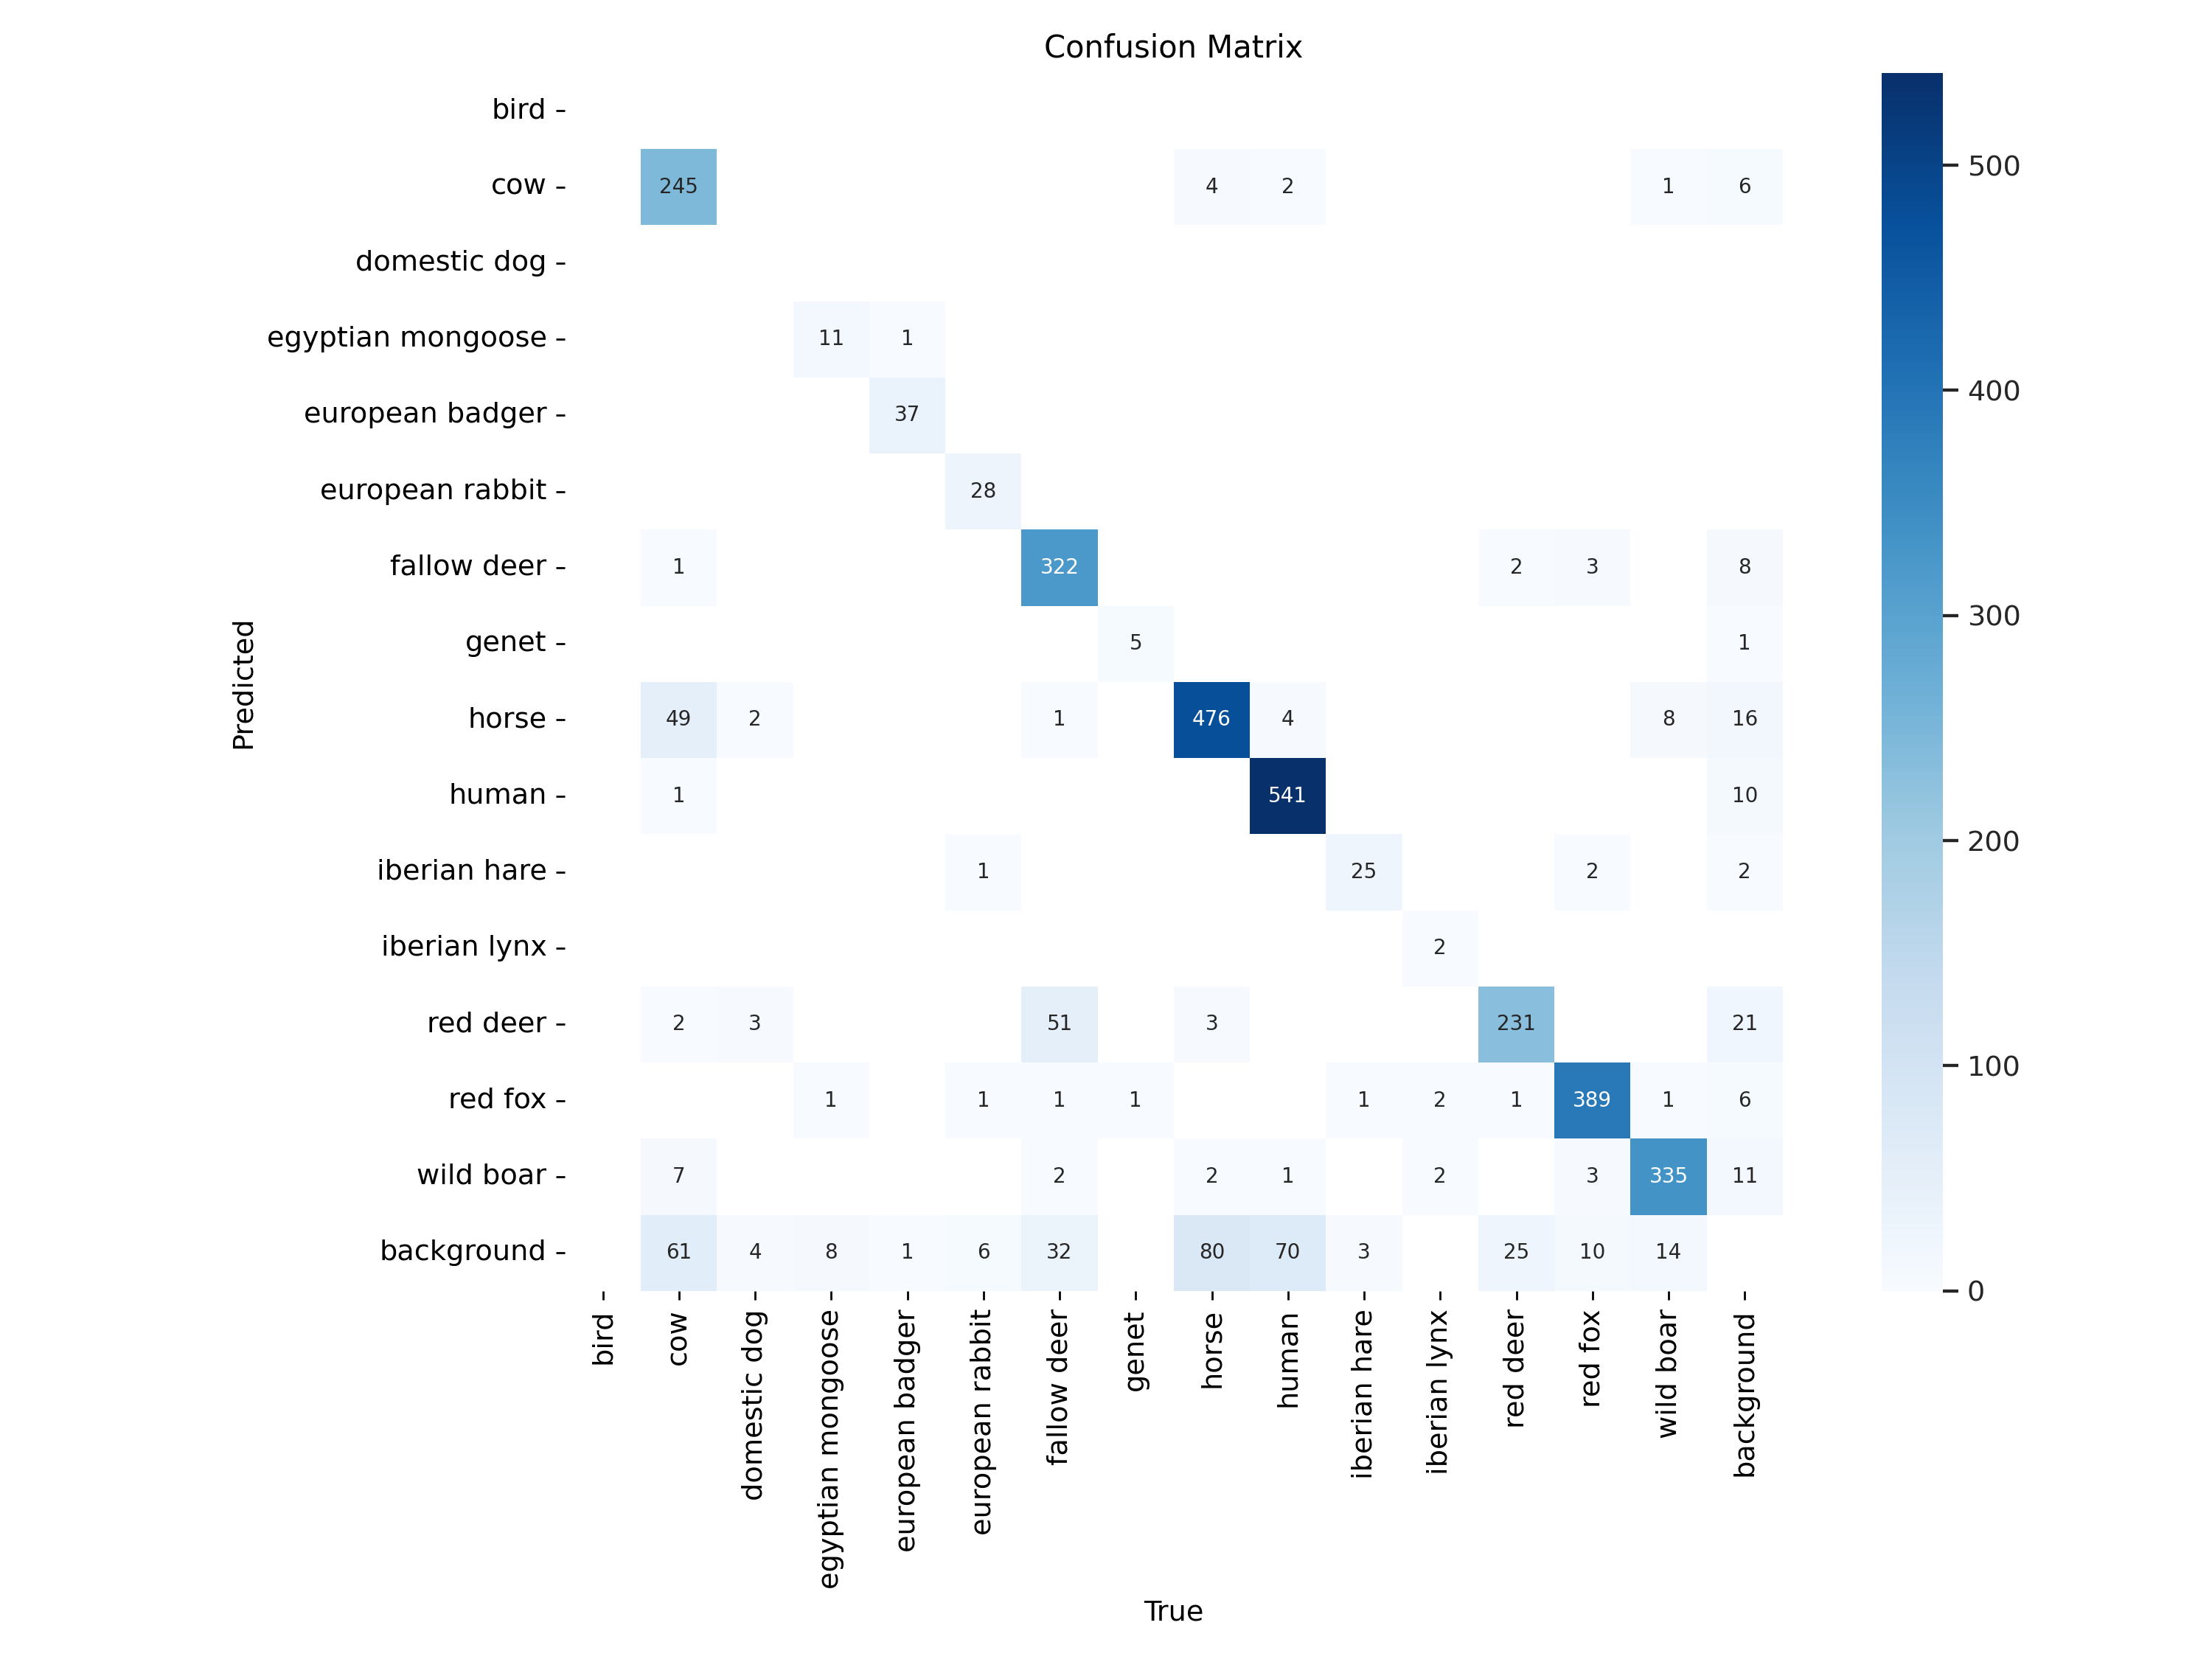 Confusion Matrix
bird
cow 245 4 2 1 6
domestic dog
egyptian mongoose 11 1
european badger 37
european rabbit 28
fallow deer 1 322 2 3 8
genet 5 1
horse 49 2 1 476 4 8 16
human 1 541 10
iberian hare 1 25 2 2
iberian lynx 2
red deer 2 3 51 3 231 21
red fox 1 1 1 1 1 2 1 389 1 6
wild boar 7 2 2 1 2 3 335 11
background 61 4 8 1 6 32 80 70 3 25 10 14
Predicted
bird
cow
domestic dog
egyptian mongoose
european badger
european rabbit
fallow deer
genet
horse
human
iberian hare
iberian lynx
red deer
red fox
wild boar
background
True
500
400
300
200
100
0